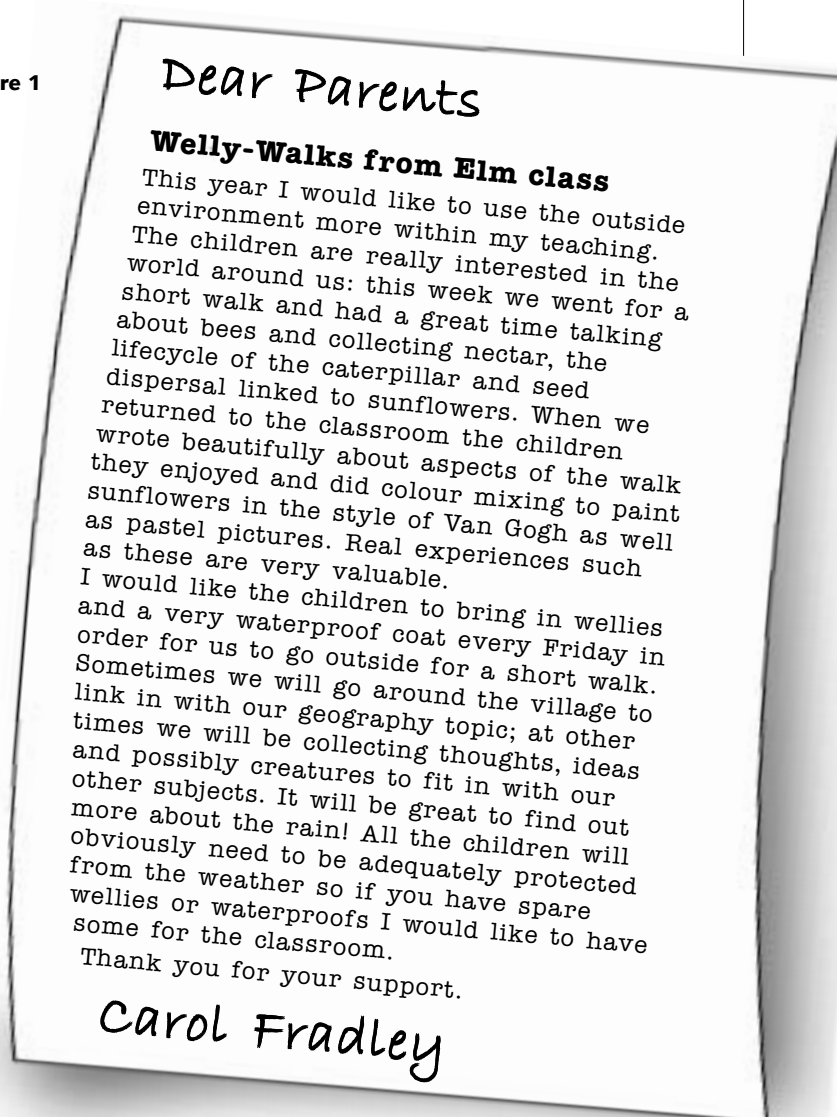 re 1
Dear Parents
Welly-Walks from Elm class
This year I would like to use the outside
environment more within my teaching.
The children are really interested in the
world around us: this week we went for a
short walk and had a great time talking
about bees and collecting nectar, the
lifecycle of the caterpillar and seed
dispersal linked to sunflowers. When we
returned to the classroom the children
wrote beautifully about aspects of the walk
they enjoyed and did colour mixing to paint
sunflowers in the style of Van Gogh as well
as pastel pictures. Real experiences such
as these are very valuable.
I would like the children to bring in wellies
and a very waterproof coat every Friday in
order for us to go outside for a short walk.
Sometimes we will go around the village to
link in with our geography topic; at other
times we will be collecting thoughts, ideas
and possibly creatures to fit in with our
other subjects. It will be great to find out
more about the rain! All the children will
obviously need to be adequately protected
from the weather so if you have spare
wellies or waterproofs I would like to have
some for the classroom.
Thank you for your support.
Carol Fradley